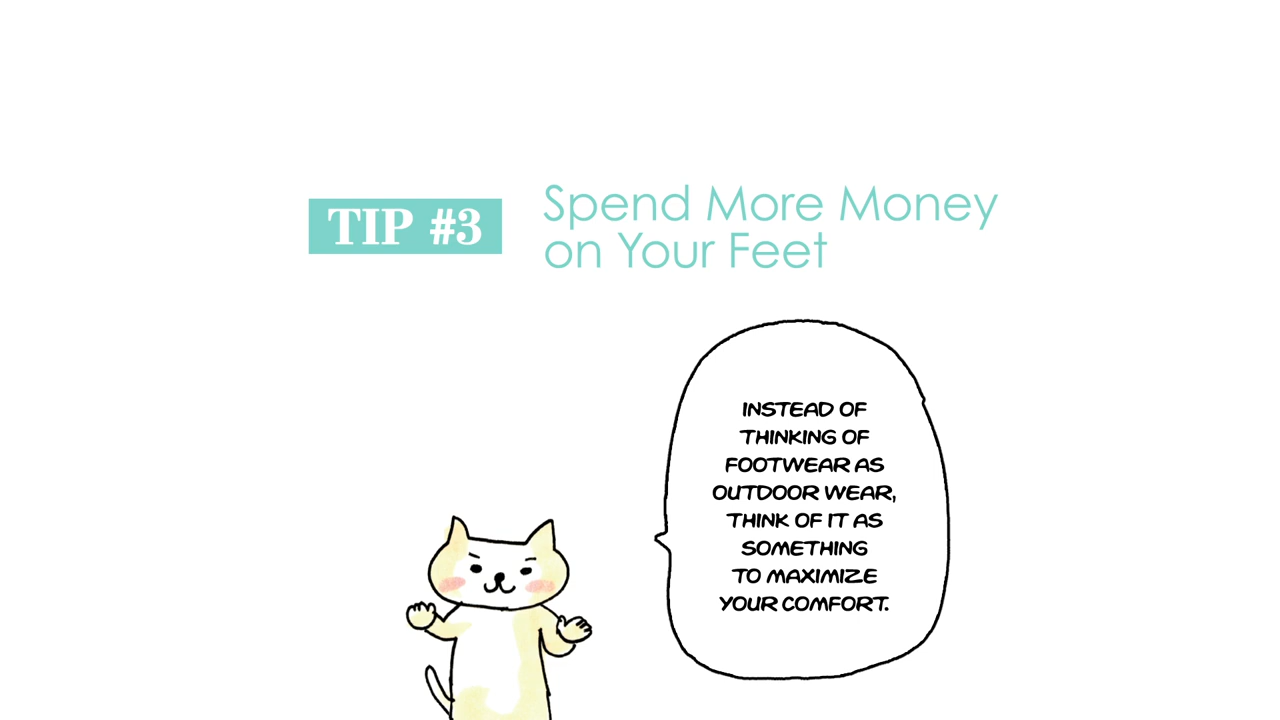 TIP #3
Spend More Money
on Your Feet
INSTEAD OF
THINKING OF
FOOTWEAR AS
OUTDOOR WEAR,
THINK OF IT AS
SOMETHING
TO MAXIMIZE
YOUR COMFORT.